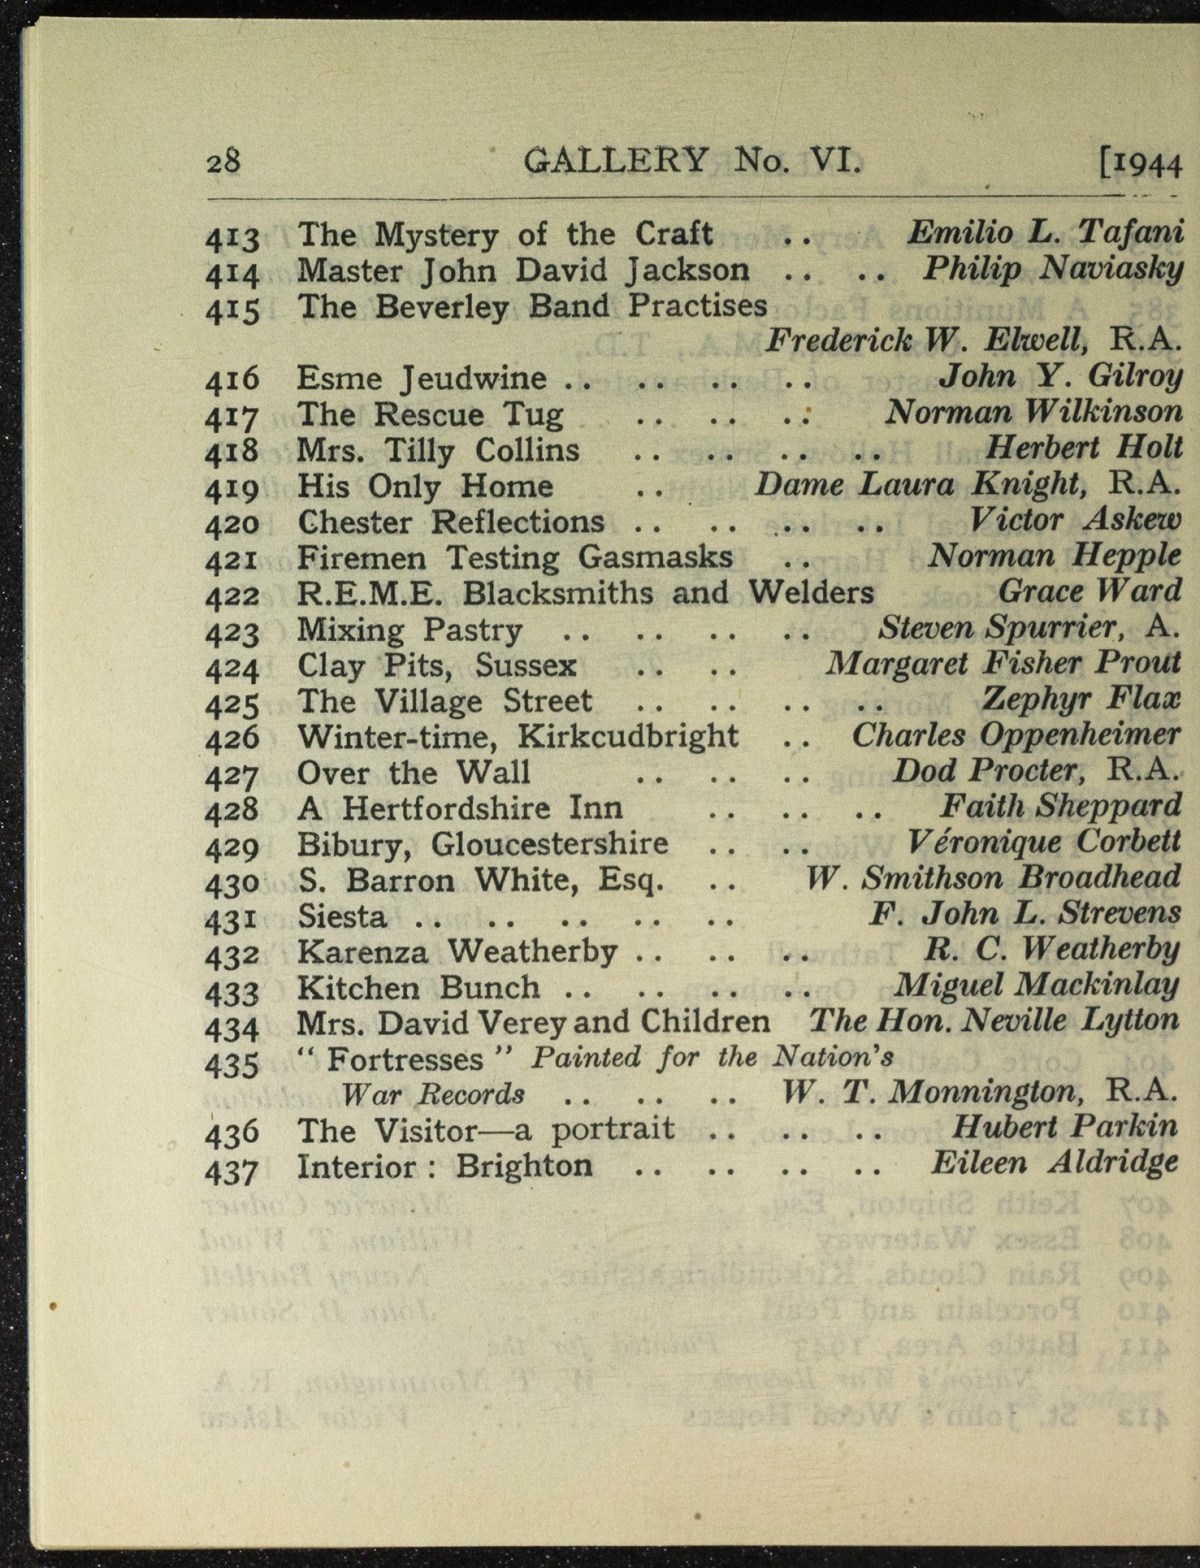 28 GALLERY No. VI. [1944
413 The Mystery of the Craft .. Emilio L. Tafani
414 Master John David Jackson .. .. Philip Naviasky
415 The Beverley Band Practises
Frederick W. Elwell, R.A.
416 Esme Jeudwine .. .. .. .. John Y. Gilroy
417 The Rescue Tug .. .. .. Norman Wilkinson
418 Mrs. Tilly Collins .. .. .. .. Herbert Holt
419 His Only Home .. Dame Laura Knight, R.A.
420 Chester Reflections .. .. .. .. Victor Askew
421 Firemen Testing Gasmasks .. Norman Hepple
422 R.E.M.E. Blacksmiths and Welders Grace Ward
423 Mixing Pastry .. .. .. .. Steven Spurrier, A.
424 Clay Pits, Sussex .. .. Margaret Fisher Prout
425 The Village Street .. .. .. .. Zephyr Flax
426 Winter-time, Kirkcudbright .. Charles Oppenheimer
427 Over the Wall .. .. .. Dod Procter, R.A.
428 A Hertfordshire Inn .. .. .. Faith Sheppard
429 Bibury, Gloucestershire .. .. Véronique Corbett
430 S. Barron White, Esq. .. W. Smithson Broadhead
431 Siesta .. .. .. .. .. F. John L. Strevens
432 Karenza Weatherby .. .. .. R. C. Weatherby
433 Kitchen Bunch .. .. .. .. Miguel Mackinlay
434 Mrs. David Verey and Children The Hon. Neville Lytton
435 “ Fortresses ” Painted for the Nation's
War Records .. .. .. W. T. Monnington, R.A.
436 The Visitor—a portrait .. .. .. Hubert Parkin
437 Interior : Brighton .. .. .. .. Eileen Aldridge